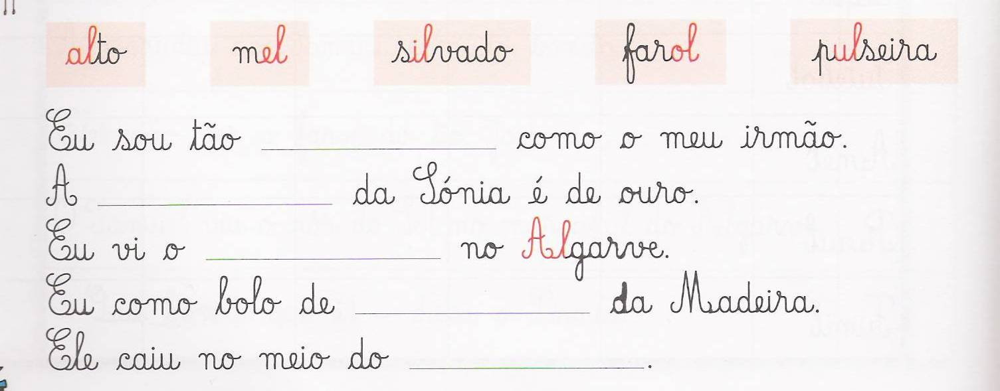 alto mel silvado farol pulseira
Eu sou tão ____________ como o meu irmão.
A ____________ da Sónia é de ouro.
Eu vi o ____________ no Algarve.
Eu como bolo de ____________ da Madeira.
Ele caiu no meio do ____________.